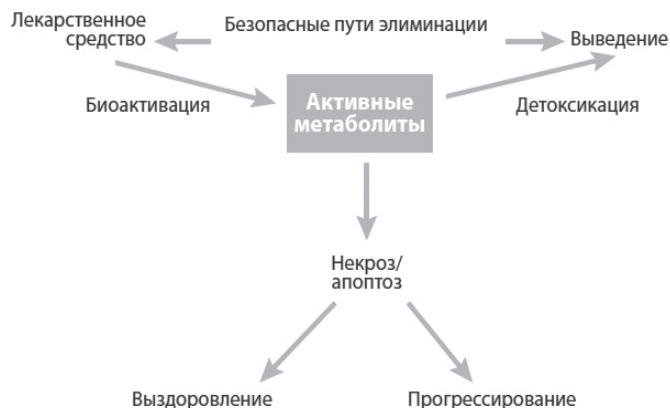 Лекарственное
средство
Безопасные пути элиминации
Выведение
Биоактивация
Активные
метаболиты
Детоксикация
Некроз/
апоптоз
Выздоровление
Прогрессирование